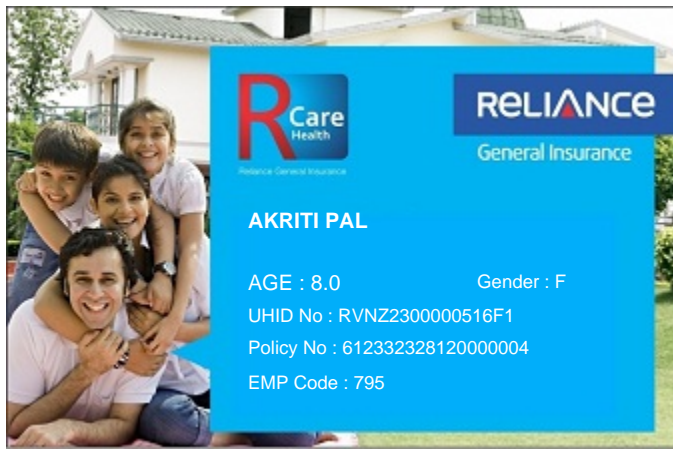 R Care
Health
Reliance General Insurance
RELIANCE
General Insurance
AKRITI PAL
AGE : 8.0 Gender : F
UHID No : RVNZ2300000516F1
Policy No : 612332328120000004
EMP Code : 795